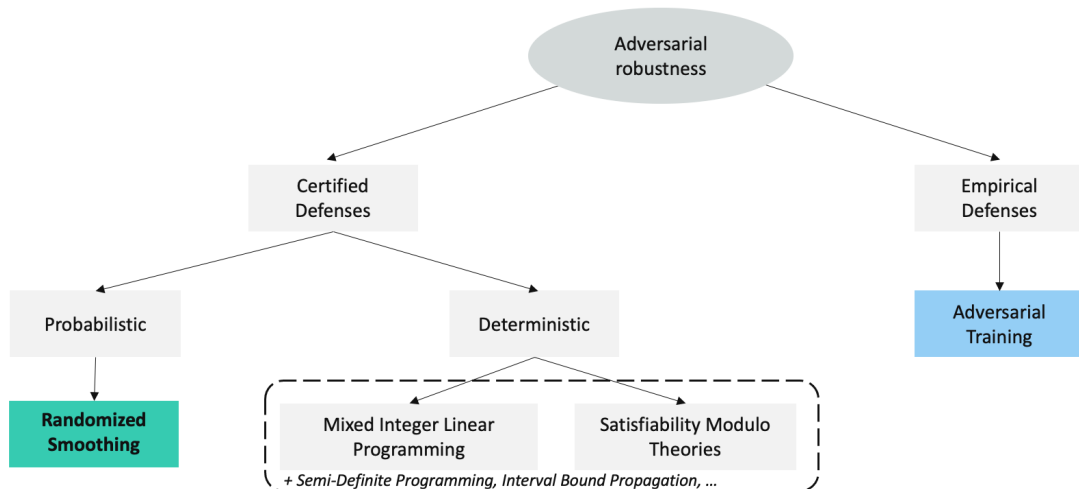 Adversarial
robustness
Certified
Defenses
Empirical
Defenses
Probabilistic
Deterministic
Adversarial
Training
Randomized
Smoothing
Mixed Integer Linear
Programming
Satisfiability Modulo
Theories
+ Semi-Definite Programming, Interval Bound Propagation, ...